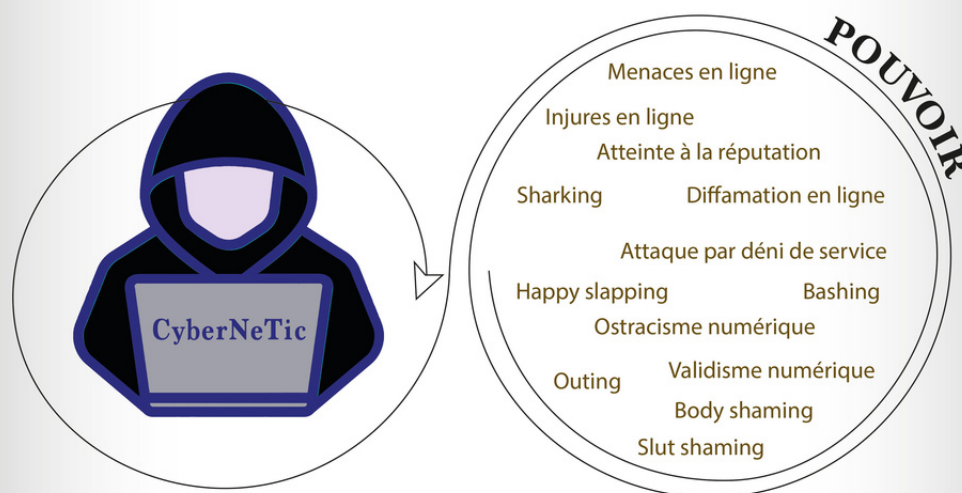 POUVOIR
Menaces en ligne
Injures en ligne
Atteinte à la réputation
Sharking Diffamation en ligne
Attaque par déni de service
Happy slapping Bashing
Ostracisme numérique
Outing Validisme numérique
Body shaming
Slut shaming
CyberNeTic